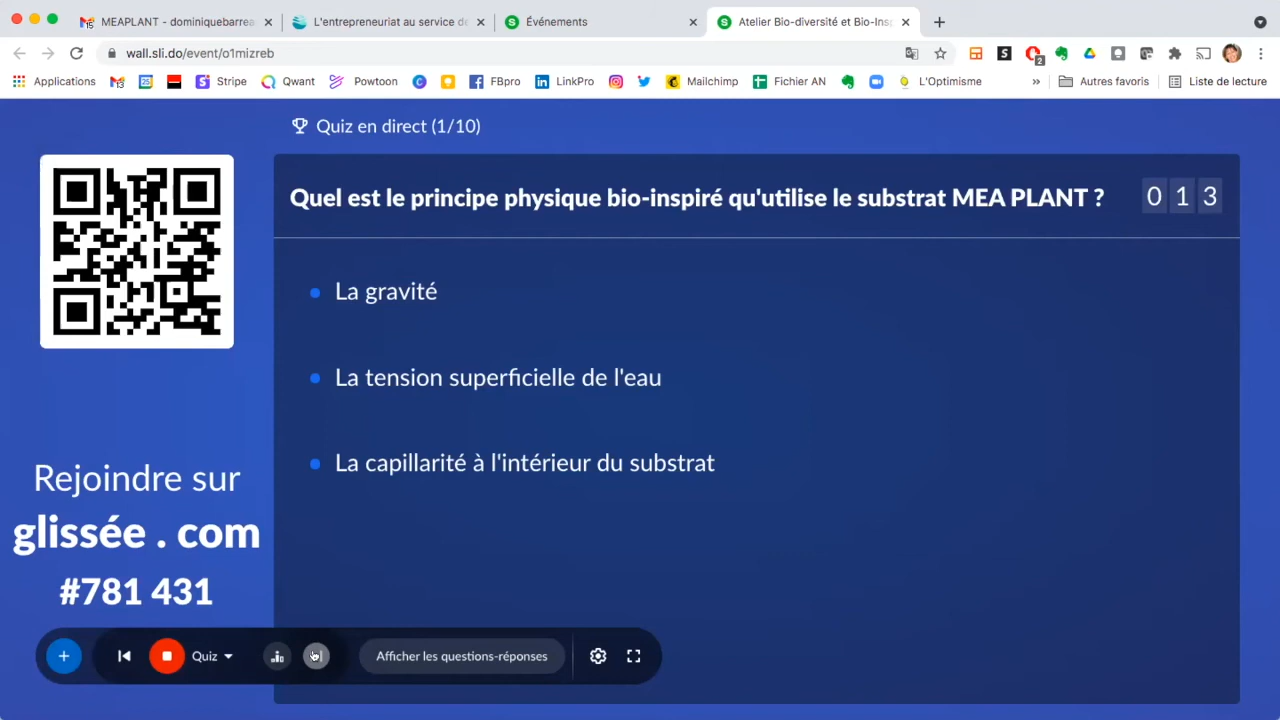 MEAPLANT - dominiquebarrea
L'entrepreneuriat au service de
Événements
Atelier Bio-diversité et Bio-Insp
wall.sli.do/event/o1mizreb
Applications
Stripe
Qwant
Powtoon
FBpro
LinkPro
Mailchimp
Fichier AN
L'Optimisme
»
Autres favoris
Liste de lecture
Quiz en direct (1/10)
Quel est le principe physique bio-inspiré qu'utilise le substrat MEA PLANT ?
0 1 3
La gravité
La tension superficielle de l'eau
La capillarité à l'intérieur du substrat
Rejoindre sur
glissée . com
#781 431
Quiz
Afficher les questions-réponses